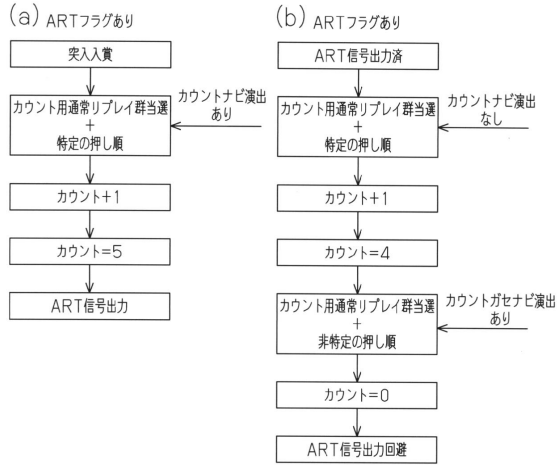 (a) ARTフラグあり
突入入賞
カウント用通常リプレイ群当選
+
特定の押し順
カウントナビ演出
あり
カウント+1
カウント=5
ART信号出力
(b) ARTフラグあり
ART信号出力済
カウント用通常リプレイ群当選
+
特定の押し順
カウントナビ演出
なし
カウント+1
カウント=4
カウント用通常リプレイ群当選
+
非特定の押し順
カウントガセナビ演出
あり
カウント=0
ART信号出力回避